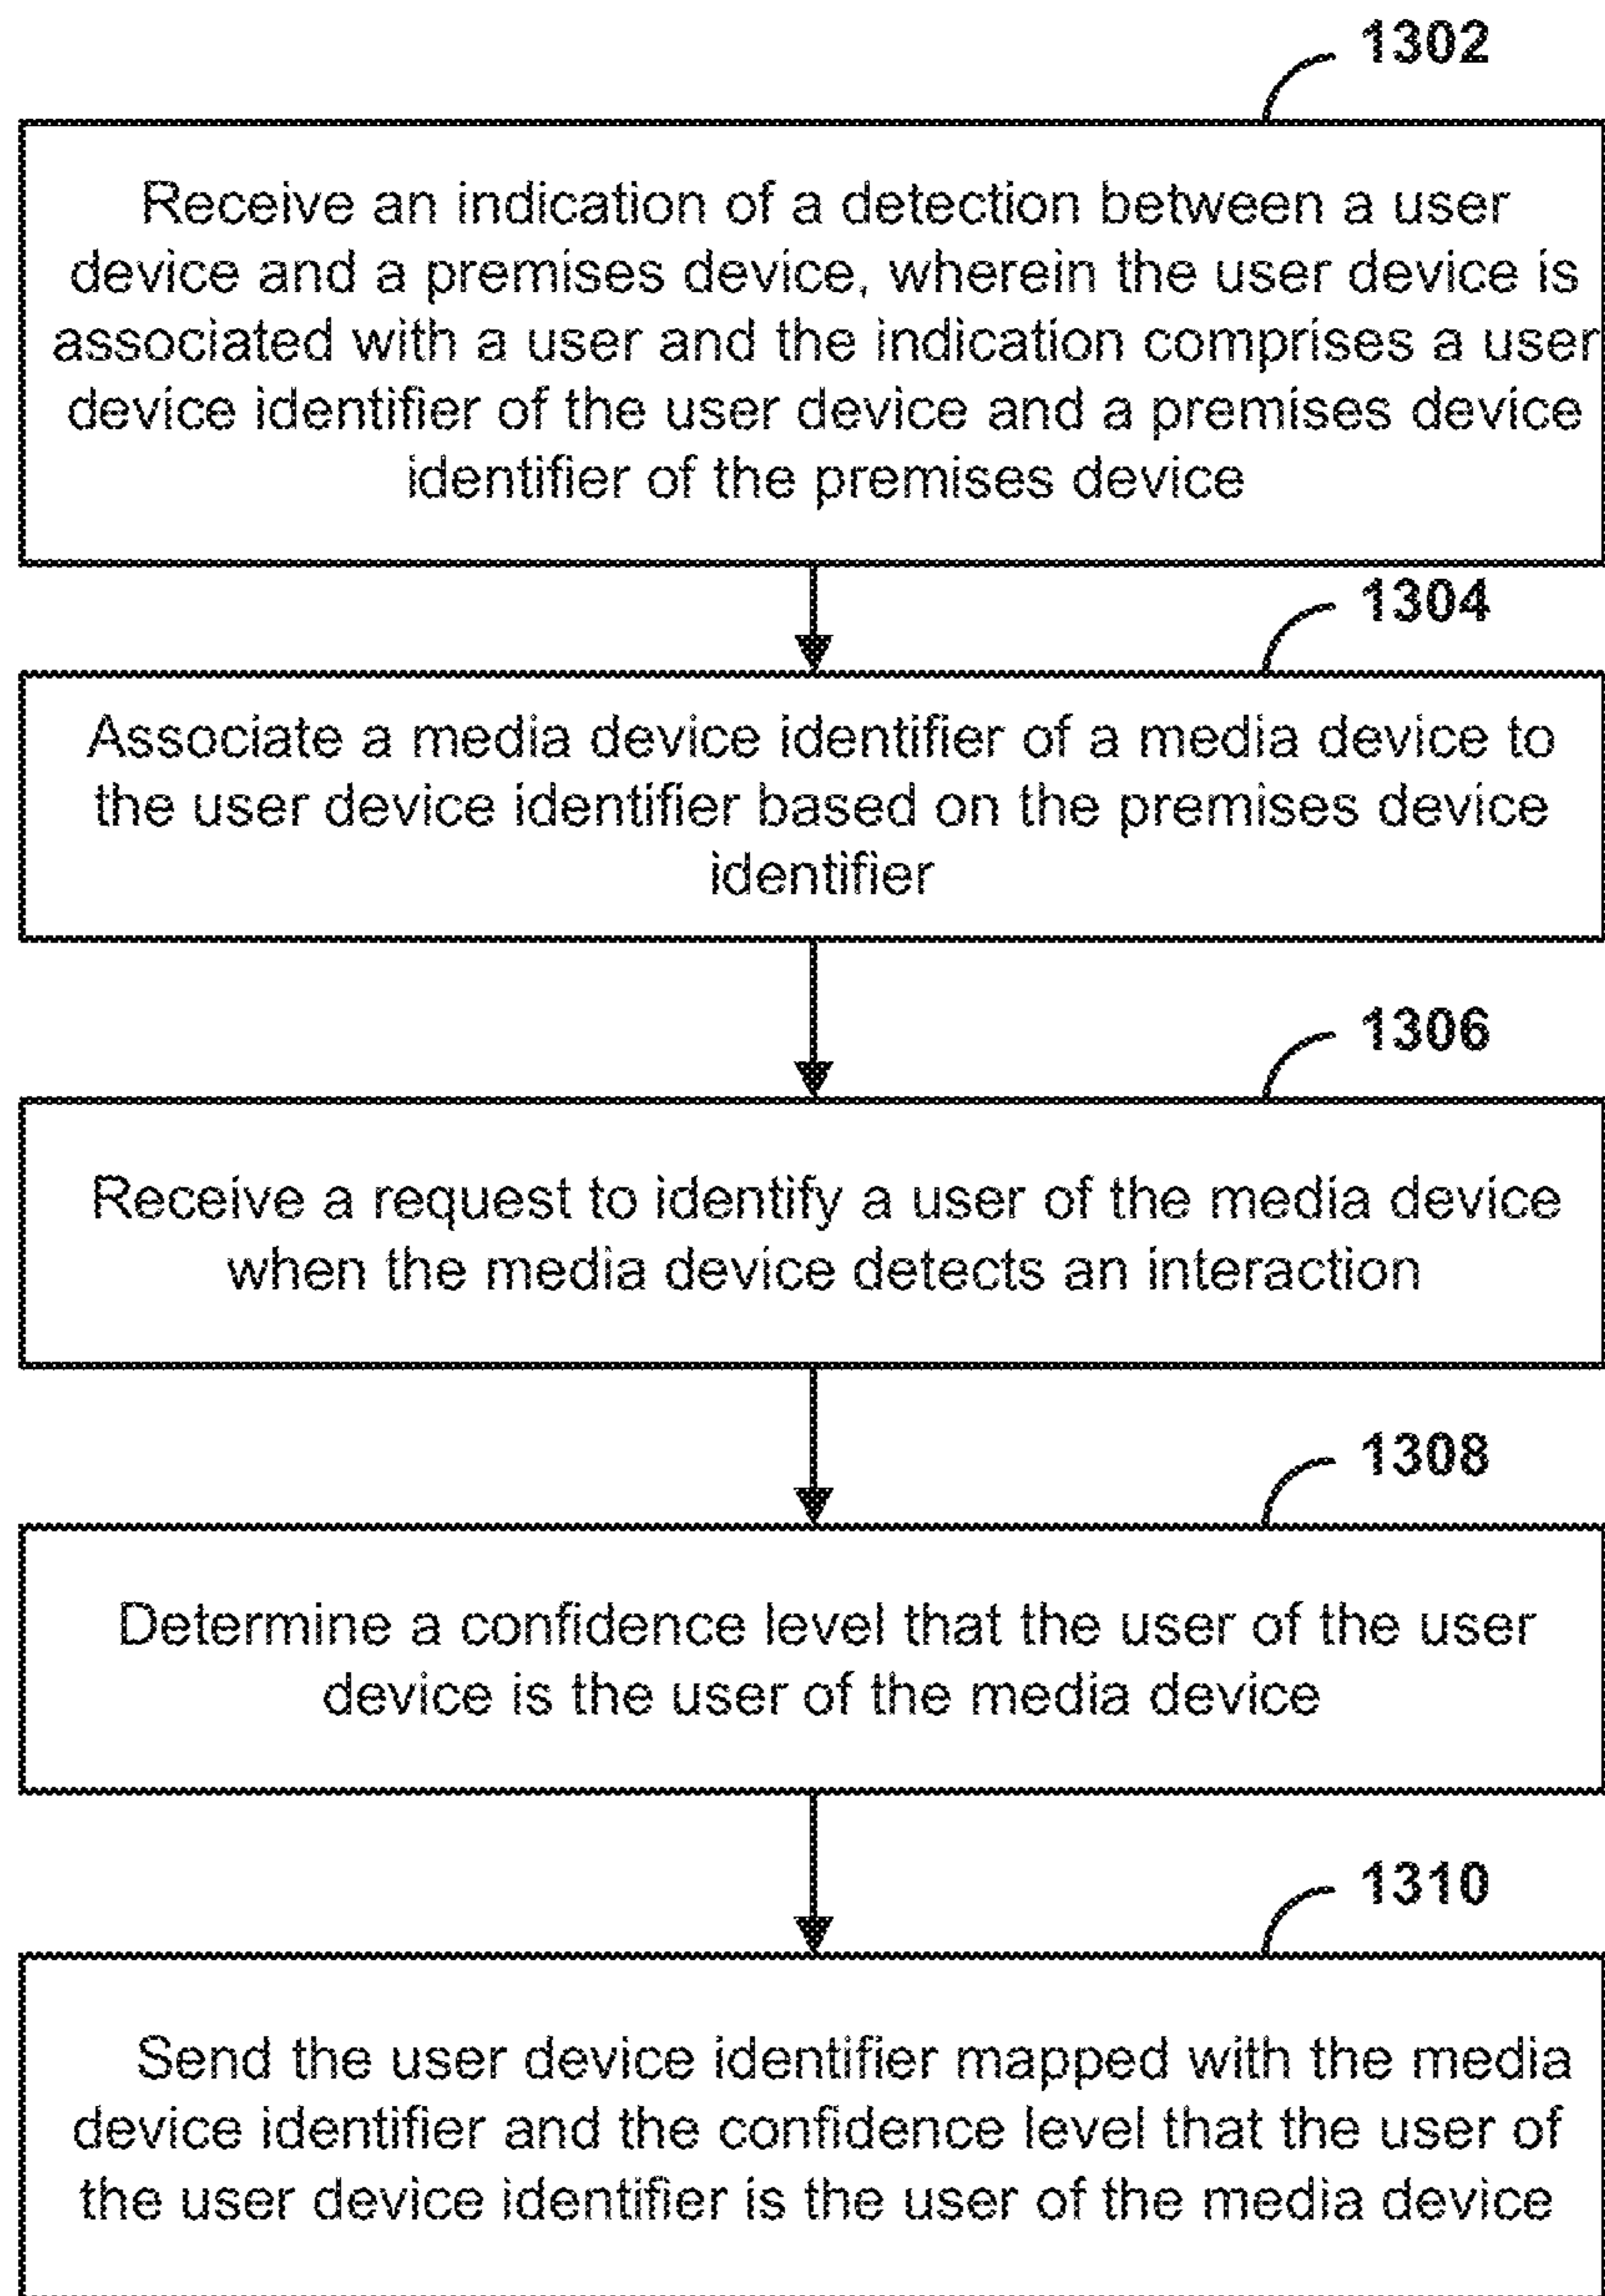 1302
Receive an indication of a detection between a user
device and a premises device, wherein the user device is
associated with a user and the indication comprises a user
device identifier of the user device and a premises device
identifier of the premises device
1304
Associate a media device identifier of a media device to
the user device identifier based on the premises device
identifier
1306
Receive a request to identify a user of the media device
when the media device detects an interaction
1308
Determine a confidence level that the user of the user
device is the user of the media device
1310
Send the user device identifier mapped with the media
device identifier and the confidence level that the user of
the user device identifier is the user of the media device